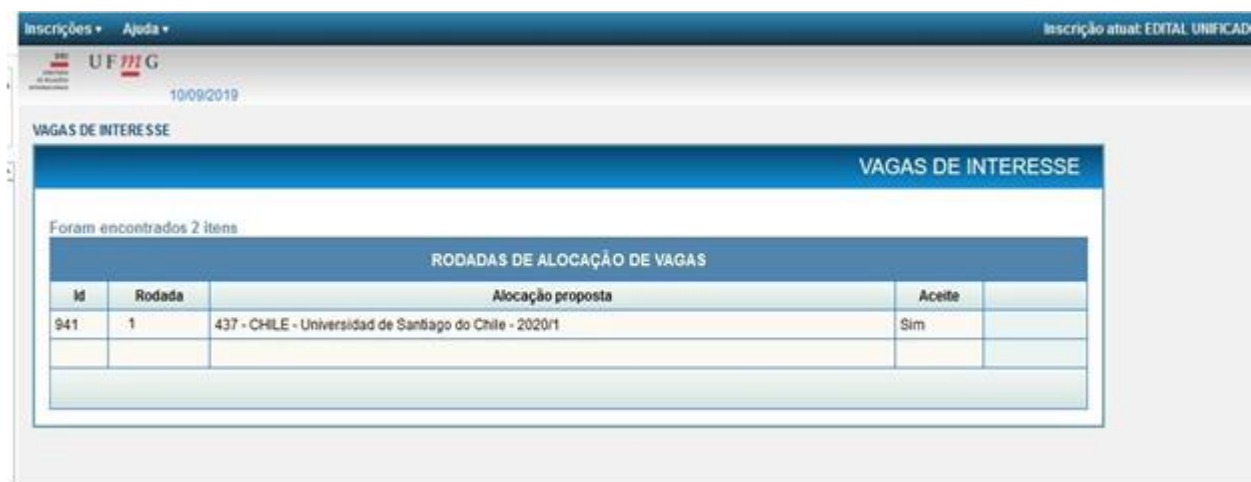 Inscrições Ajuda Inscrição atual: EDITAL UNIFICADO
UFMG
10/09/2019
VAGAS DE INTERESSE
VAGAS DE INTERESSE
Foram encontrados 2 itens
RODADAS DE ALOCAÇÃO DE VAGAS
Id Rodada Alocação proposta Aceite
941 1 437 - CHILE - Universidad de Santiago do Chile - 2020/1 Sim